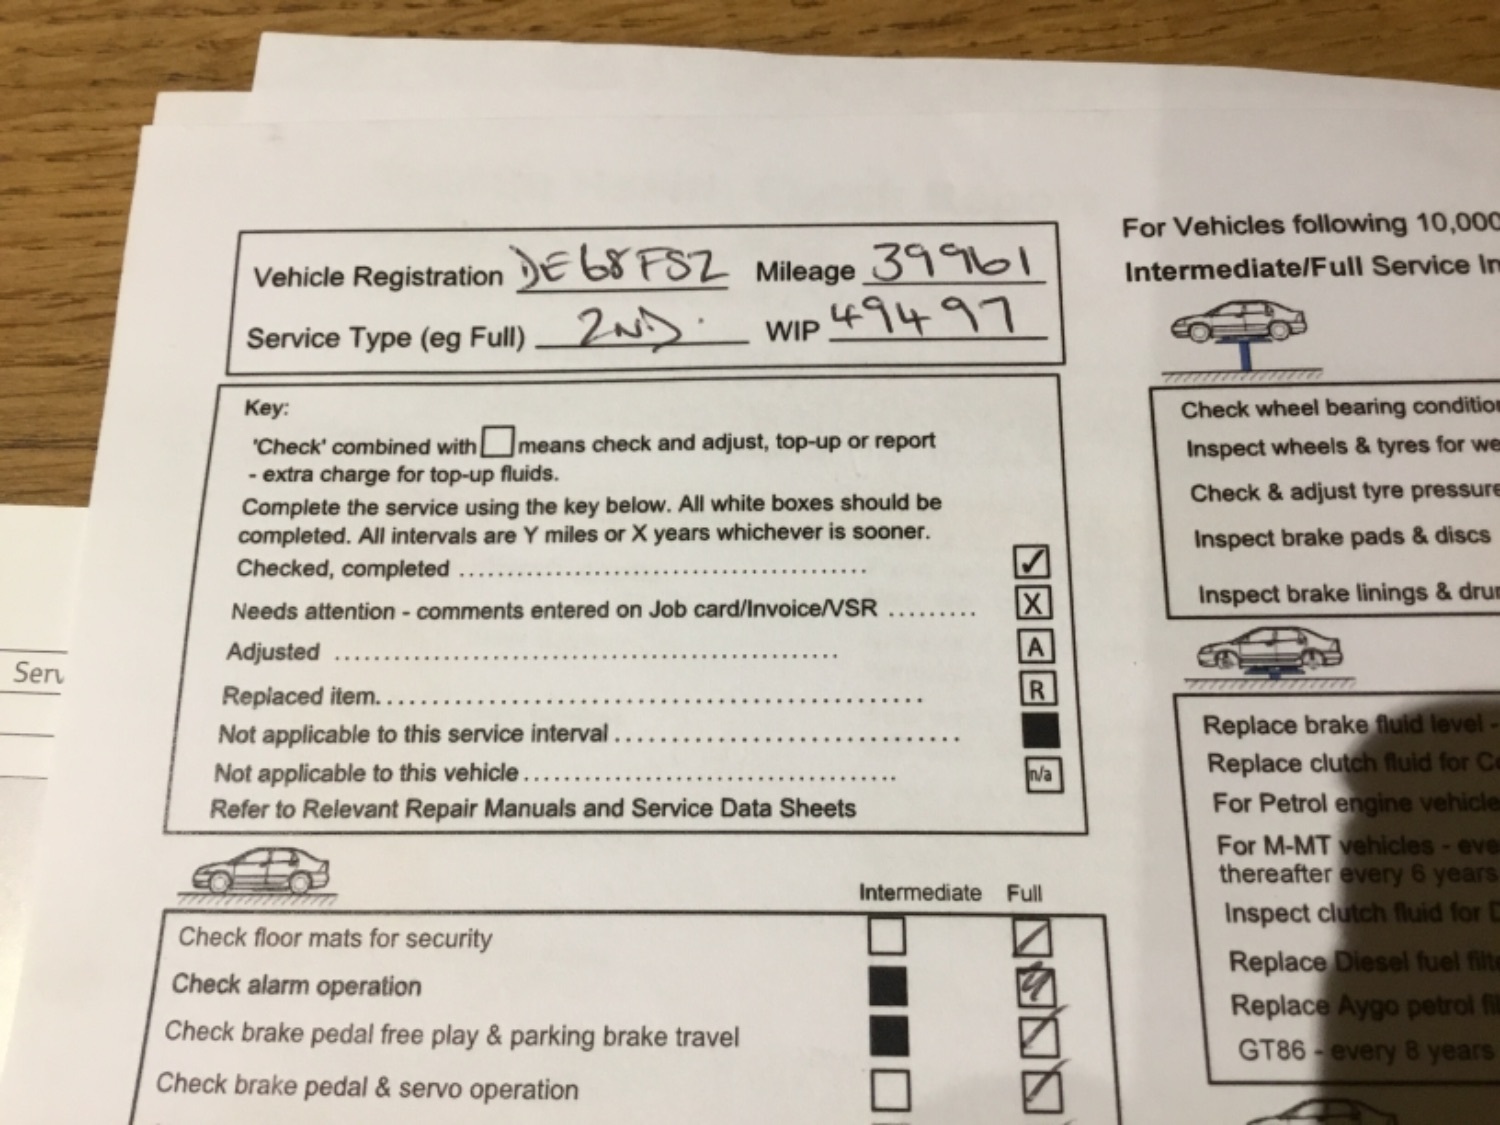 Vehicle Registration DE68FSZ Mileage 39961
Service Type (eg Full) 2ND. WIP 49497
Key:
'Check' combined with means check and adjust, top-up or report
- extra charge for top-up fluids.
Complete the service using the key below. All white boxes should be
completed. All intervals are Y miles or X years whichever is sooner.
Checked, completed ........................................... ✓
Needs attention - comments entered on Job card/Invoice/VSR ......... X
Adjusted ........................................... A
Replaced item............................................... R
Not applicable to this service interval ..............................
Not applicable to this vehicle................................ n/a
Refer to Relevant Repair Manuals and Service Data Sheets
Intermediate Full
Check floor mats for security
Check alarm operation
Check brake pedal free play & parking brake travel
Check brake pedal & servo operation
For Vehicles following 10,000
Intermediate/Full Service In
Check wheel bearing condition
Inspect wheels & tyres for we
Check & adjust tyre pressure
Inspect brake pads & discs
Inspect brake linings & dru
Replace brake fluid level -
Replace clutch fluid for C
For Petrol engine vehicle
For M-MT vehicles - eve
thereafter every 6 years
Inspect clutch fluid for
Replace Diesel fuel filt
Replace Aygo petrol fi
GT86 - every 8 years
Serv